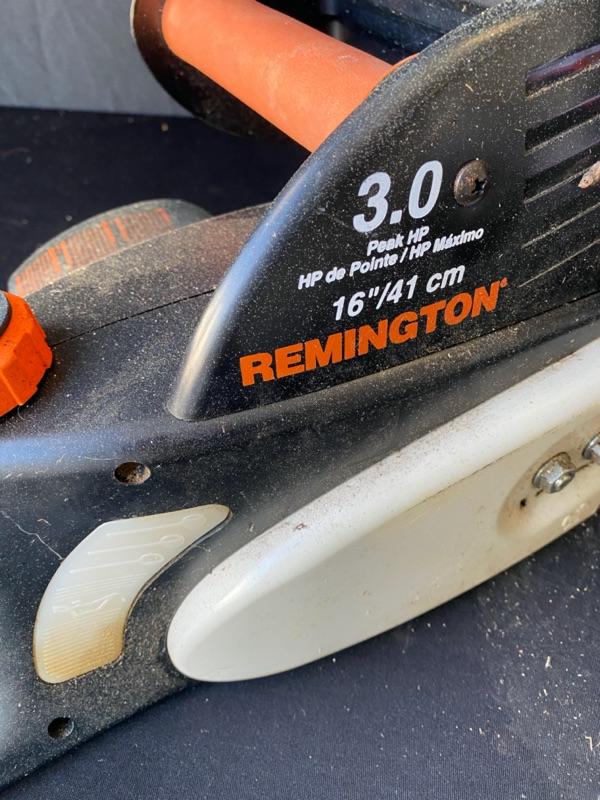 3.0
Peak HP
HP de Pointe / HP Máximo
16"/41 cm
REMINGTON